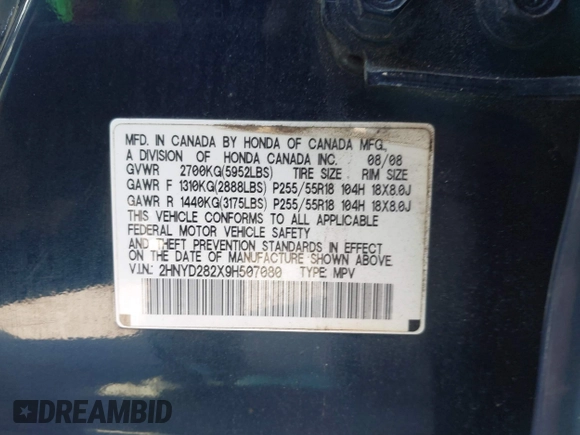 MFD. IN CANADA BY HONDA OF CANADA MFG.,
A DIVISION OF HONDA CANADA INC. 08/08
GVWR 2700KG(5952LBS) TIRE SIZE RIM SIZE
GAWR F 1310KG(2888LBS) P255/55R18 104H 18X8.0J
GAWR R 1440KG(3175LBS) P255/55R18 104H 18X8.0J
THIS VEHICLE CONFORMS TO ALL APPLICABLE
FEDERAL MOTOR VEHICLE SAFETY
AND THEFT PREVENTION STANDARDS IN EFFECT
ON THE DATE OF MANUFACTURE SHOWN ABOVE.
V.I.N.: 2HNYD282X9H507080 TYPE: MPV
DREAMBID